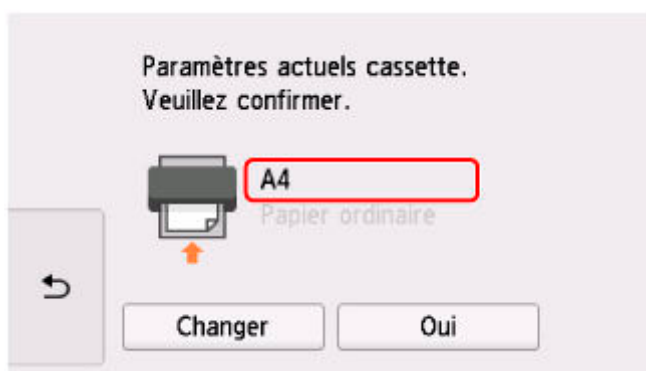 Paramètres actuels cassette.
Veuillez confirmer.
A4
Papier ordinaire
Changer
Oui